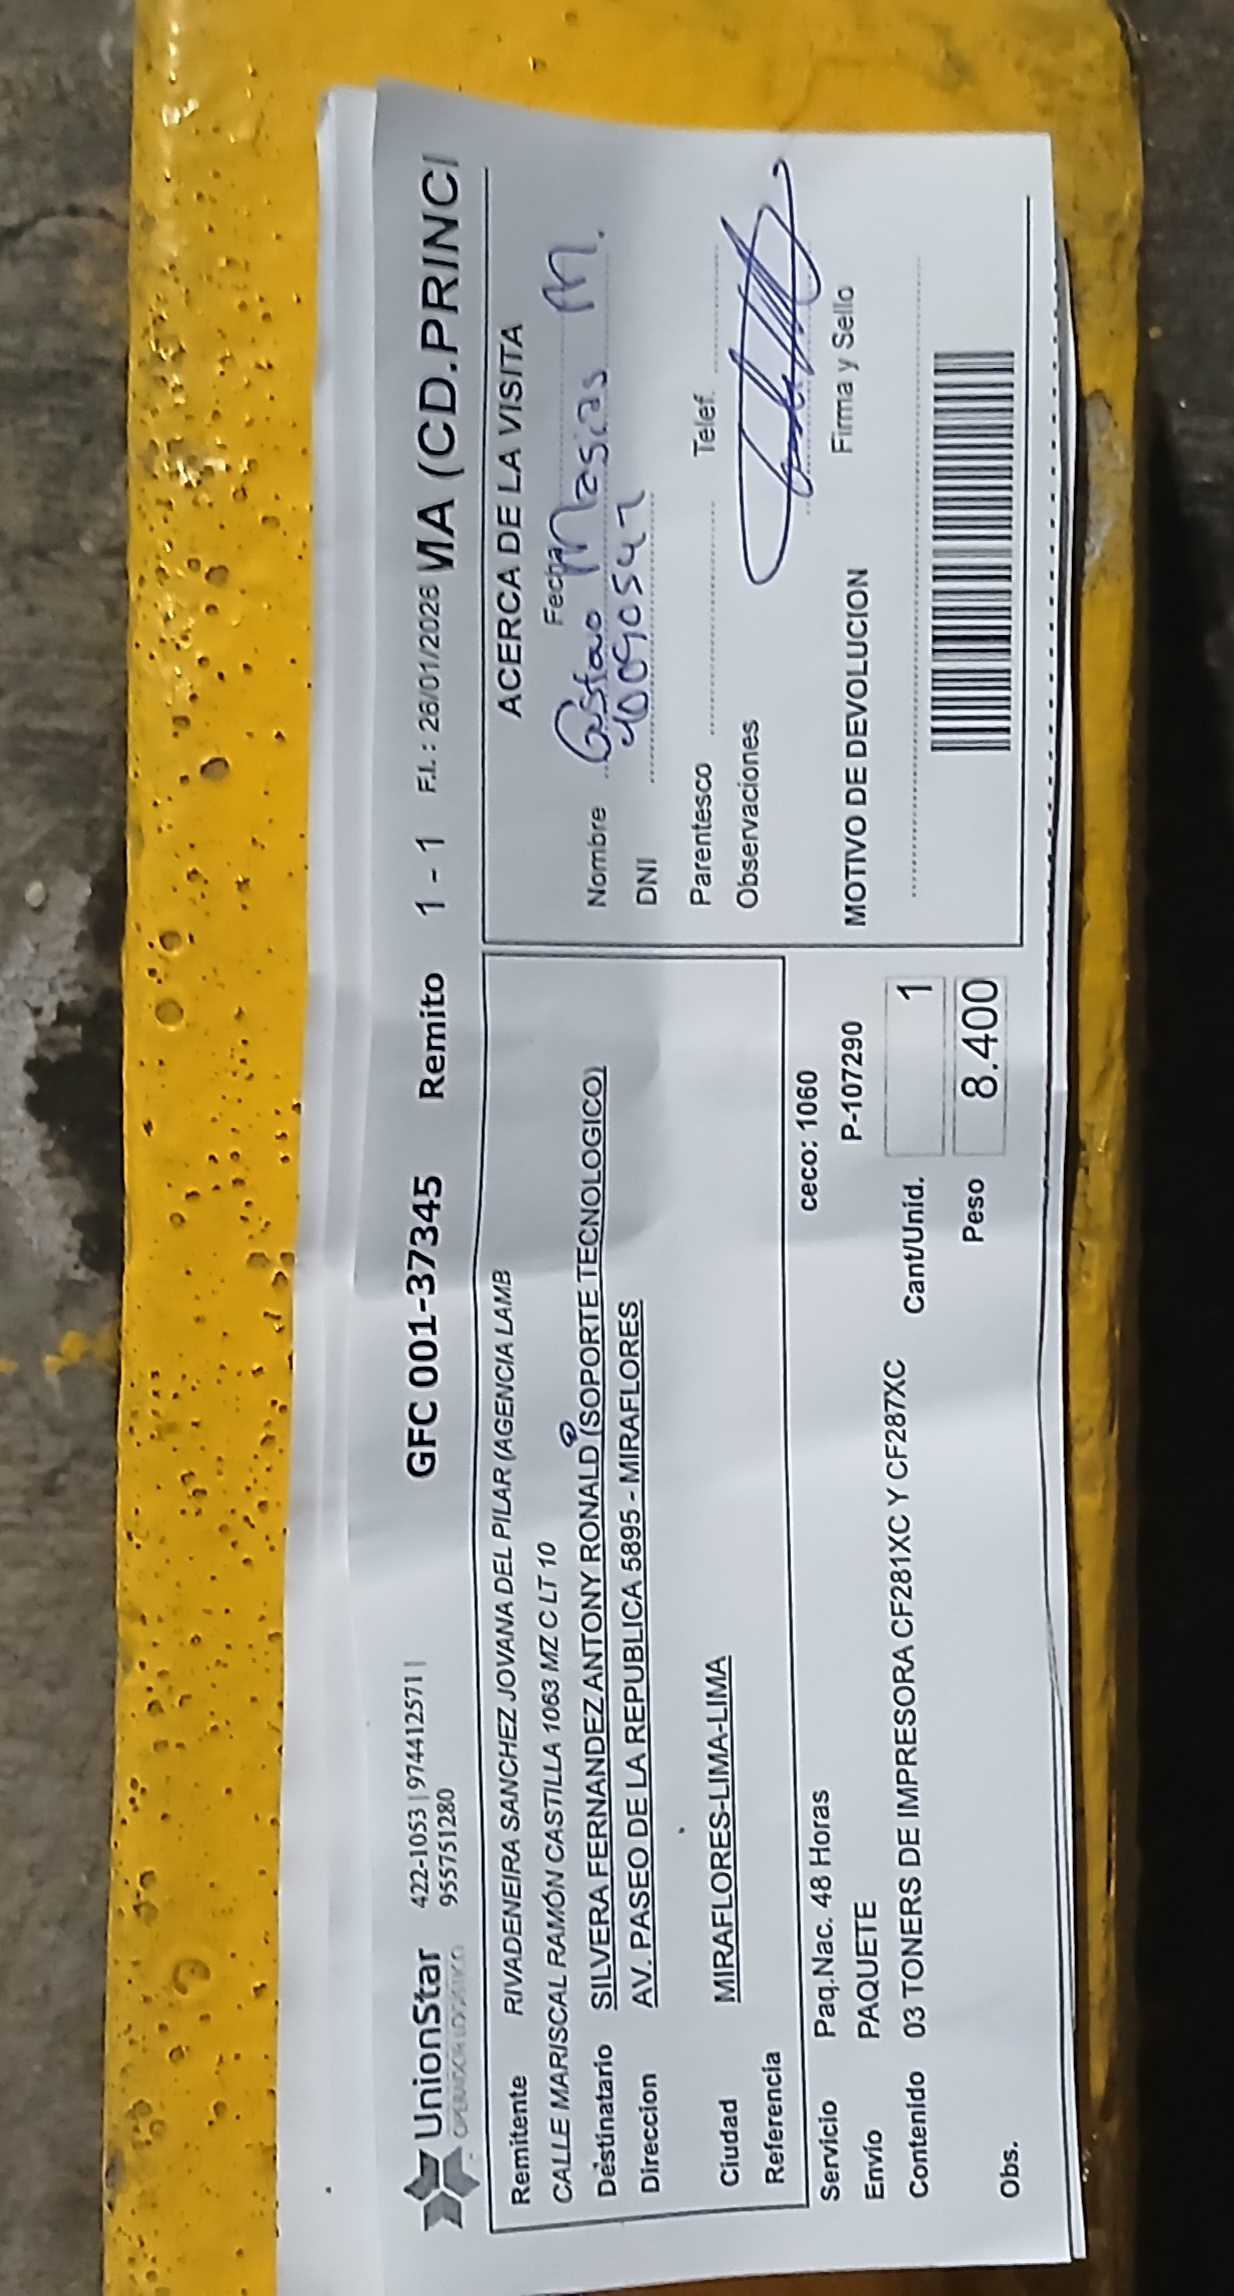 UnionStar 422-1053 | 974412571 | GFC 001-37345 Remito 1 - 1 F.I. : 26/01/2026 VIA (CD.PRINCI
OPERADOR LOGISTICO 955751280
Remitente RIVADENEIRA SANCHEZ JOVANA DEL PILAR (AGENCIA LAMB
CALLE MARISCAL RAMÓN CASTILLA 1063 MZ C LT 10
Destinatario SILVERA FERNANDEZ ANTONY RONALD (SOPORTE TECNOLOGICO)
Direccion AV. PASEO DE LA REPUBLICA 5895 - MIRAFLORES
Ciudad MIRAFLORES-LIMA-LIMA
Referencia
ceco: 1060
Servicio Paq.Nac. 48 Horas
P-107290
Envío PAQUETE
Contenido 03 TONERS DE IMPRESORA CF281XC Y CF287XC
Cant/Unid. 1
Peso 8.400
Obs.
ACERCA DE LA VISITA
Fecha
Nombre Gustavo Masias M.
DNI
Parentesco Telef.
Observaciones
Firma y Sello
MOTIVO DE DEVOLUCION